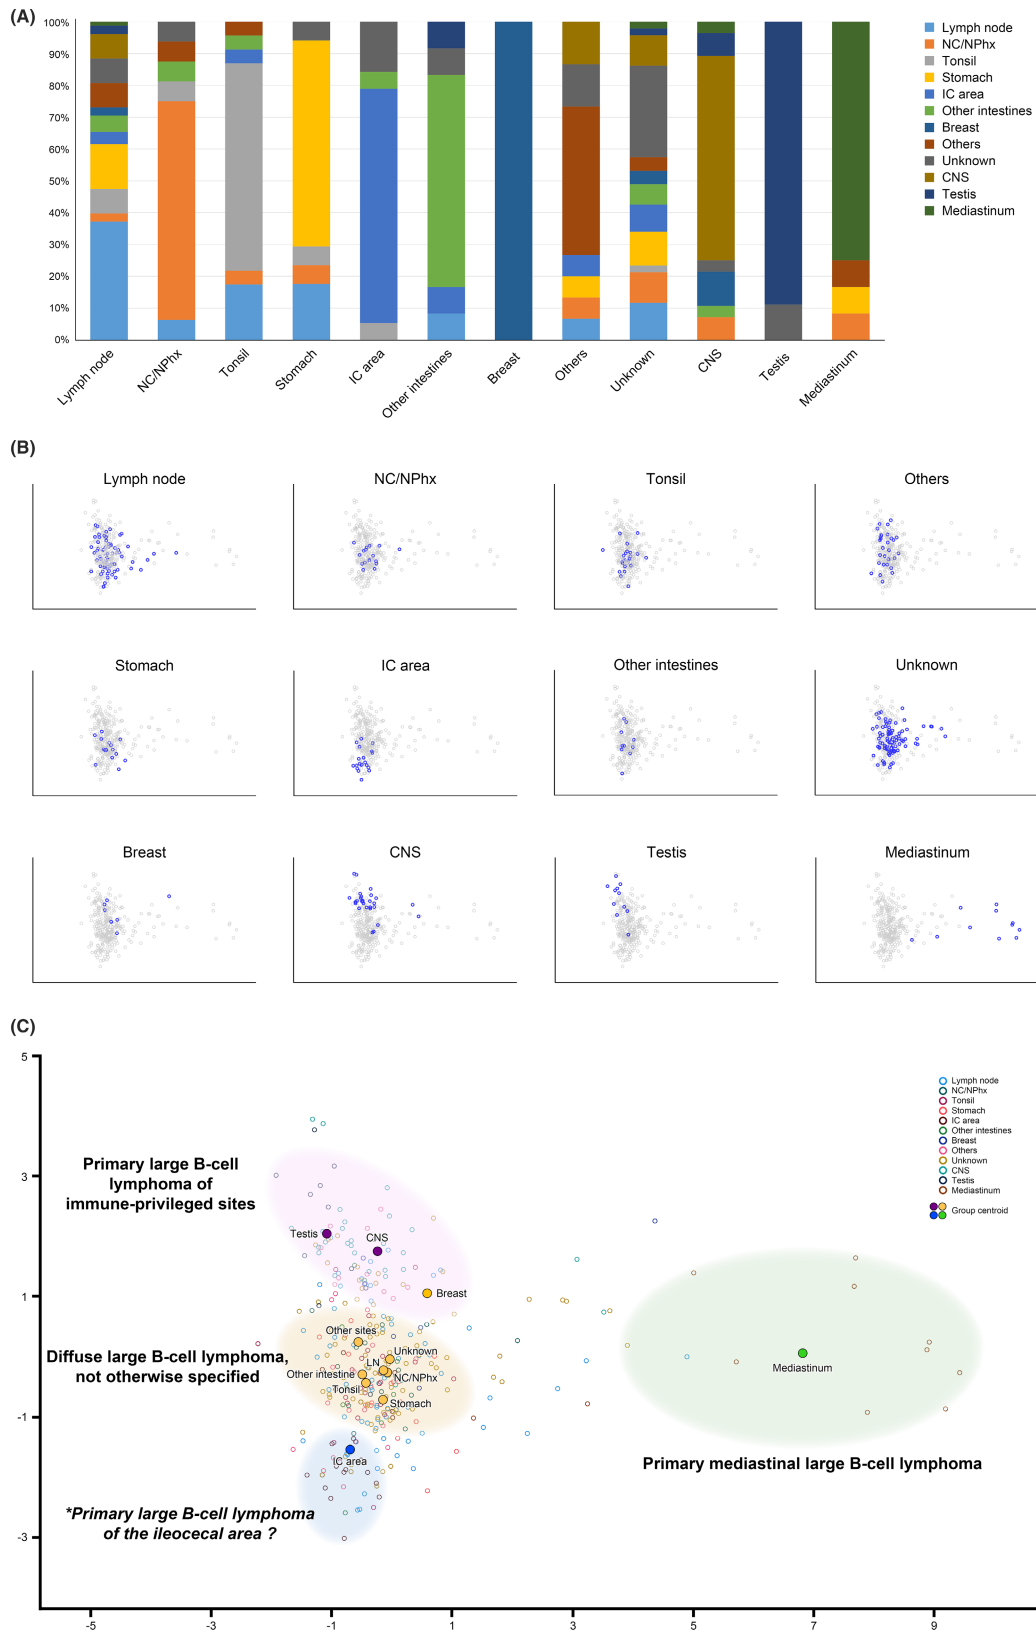 (A)
100%
90%
80%
70%
60%
50%
40%
30%
20%
10%
0%
Lymph node
NC/NPhx
Tonsil
Stomach
IC area
Other intestines
Breast
Others
Unknown
CNS
Testis
Mediastinum
Lymph node
NC/NPhx
Tonsil
Stomach
IC area
Other intestines
Breast
Others
Unknown
CNS
Testis
Mediastinum
(B)
Lymph node
NC/NPhx
Tonsil
Others
Stomach
IC area
Other intestines
Unknown
Breast
CNS
Testis
Mediastinum
(C)
5
3
1
-1
-3
-5
-3
-1
1
3
5
7
9
Lymph node
NC/NPhx
Tonsil
Stomach
IC area
Other intestines
Breast
Others
Unknown
CNS
Testis
Mediastinum
Group centroid
Primary large B-cell
lymphoma of
immune-privileged sites
Testis
CNS
Breast
Other sites
Unknown
Diffuse large B-cell lymphoma,
not otherwise specified
LN
Other intestine
NC/NPhx
Tonsil
Stomach
Mediastinum
IC area
Primary mediastinal large B-cell lymphoma
*Primary large B-cell lymphoma
of the ileocecal area ?